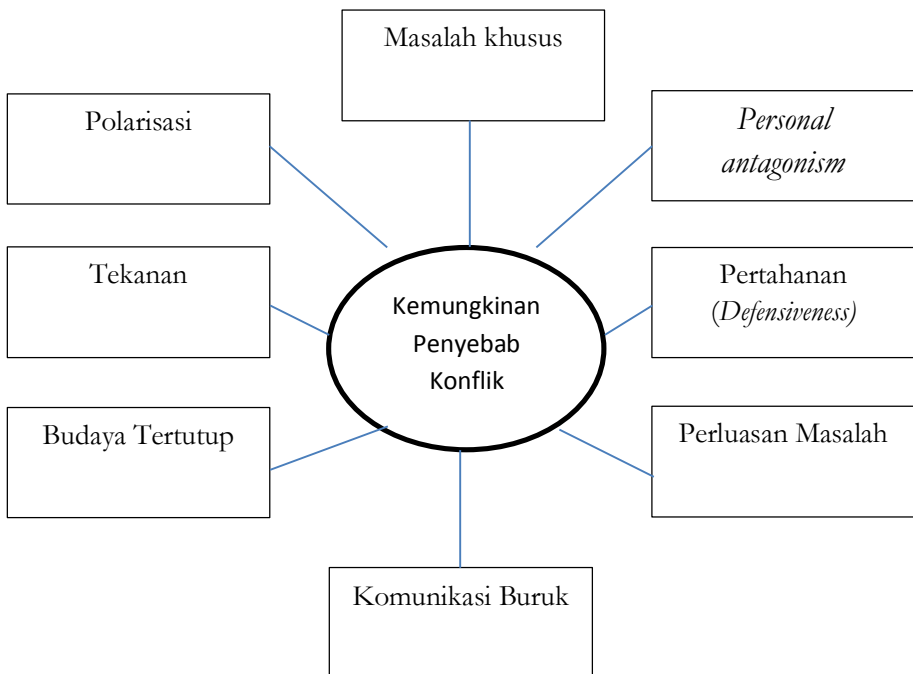 Masalah khusus
Polarisasi
Personal
antagonism
Tekanan
Kemungkinan
Penyebab
Konflik
Pertahanan
(Defensiveness)
Budaya Tertutup
Perluasan Masalah
Komunikasi Buruk